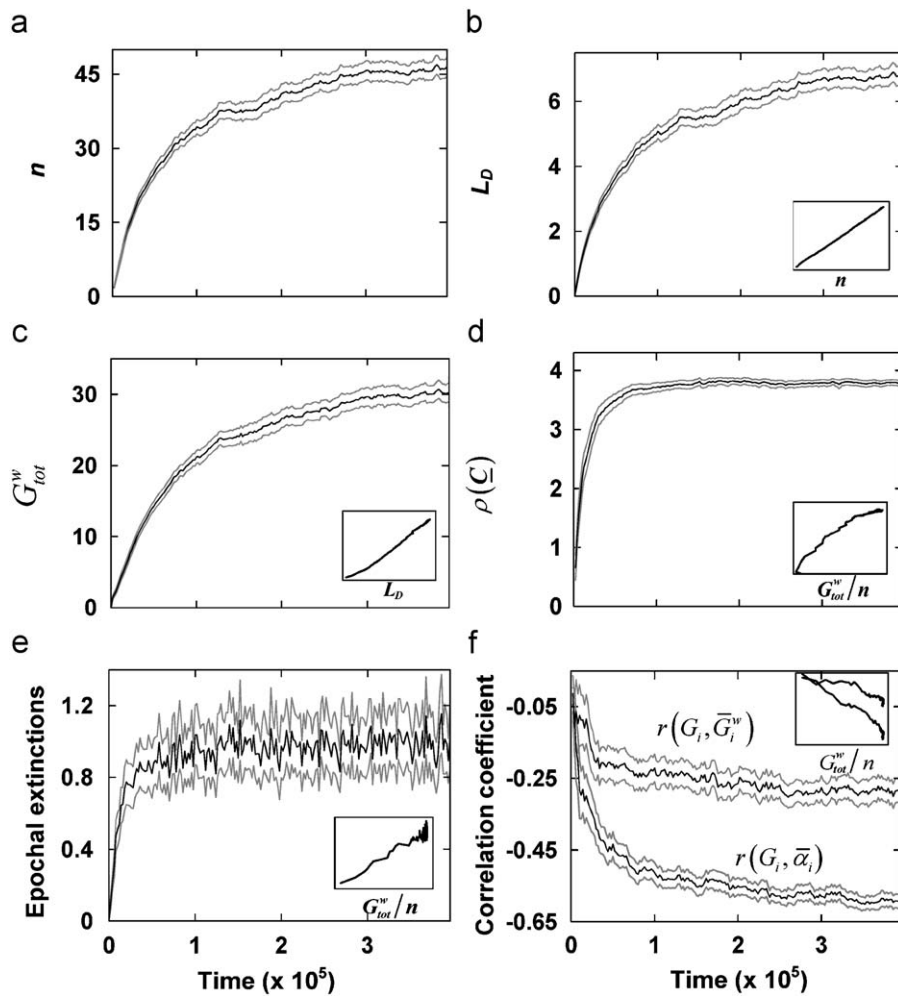 a
45
30
15
0
n
b
6
4
2
0
L_D
n
c
30
20
10
0
G^w_tot
L_D
d
4
3
2
1
0
ρ(C)
G^w_tot/n
e
1.2
0.8
0.4
0
Epochal extinctions
G^w_tot/n
0 1 2 3
Time (x 10^5)
f
-0.05
-0.25
-0.45
-0.65
Correlation coefficient
r(G_i, Ḡ^w_i)
r(G_i, ᾱ_i)
G^w_tot/n
0 1 2 3
Time (x 10^5)